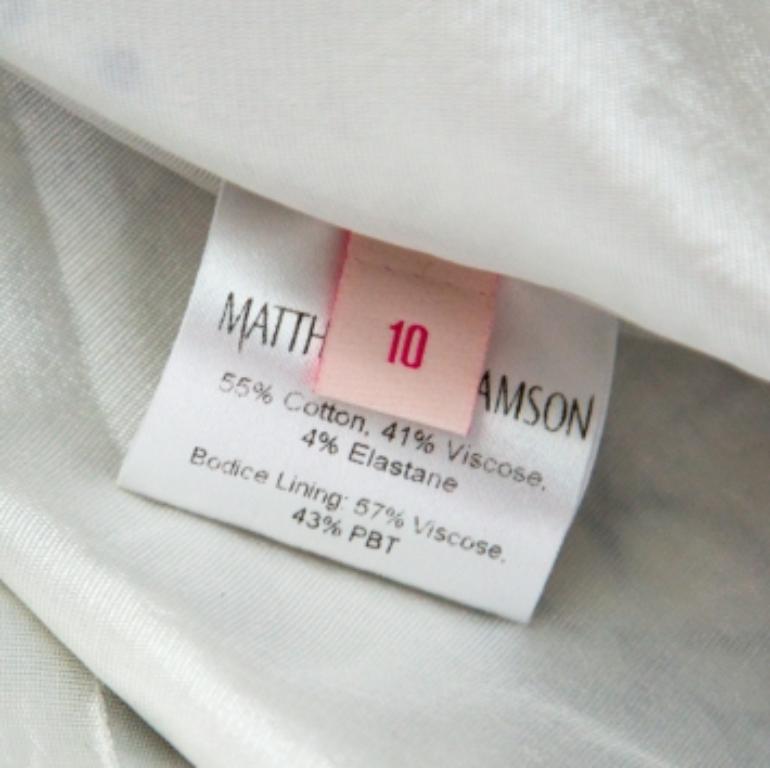 MATTH AMSON
10
55% Cotton, 41% Viscose,
4% Elastane
Bodice Lining: 57% Viscose,
43% PBT